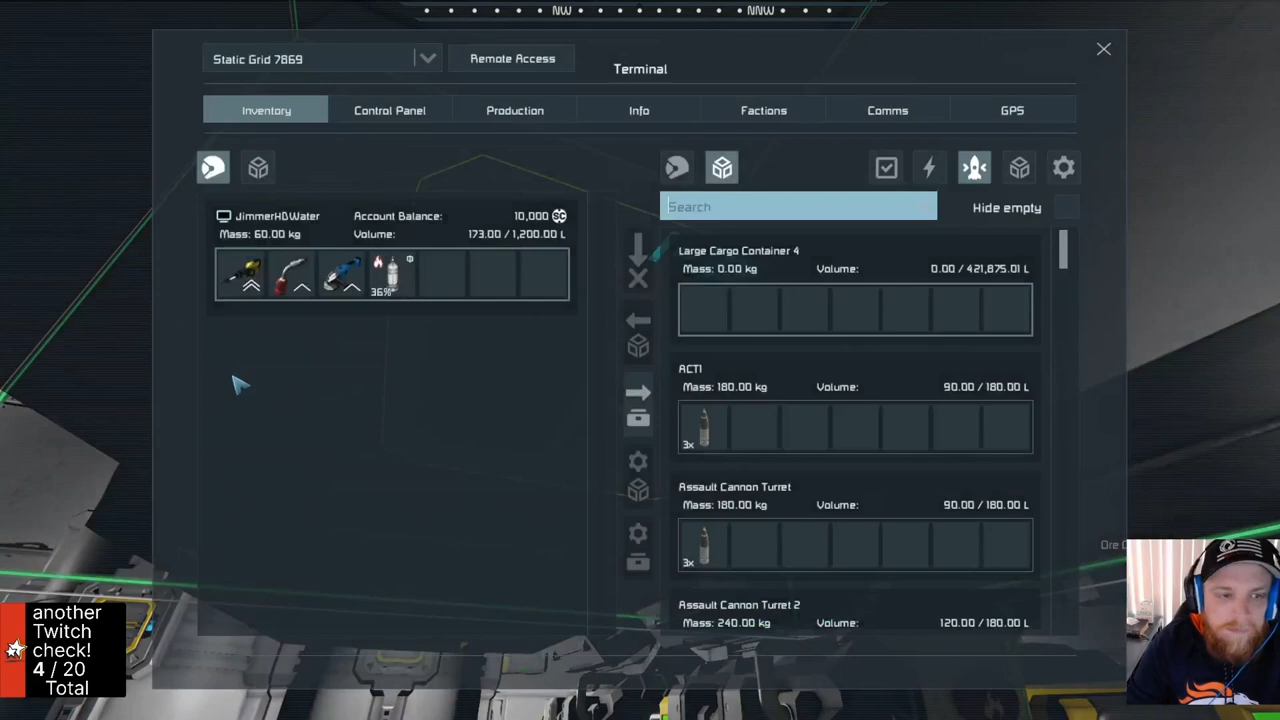 NW NNW
Static Grid 7869
Remote Access
Terminal
Inventory
Control Panel
Production
Info
Factions
Comms
GPS
Search
Hide empty
JimmerHBWater
Account Balance:
10,000 SC
Mass: 60.00 kg
Volume:
173.00 / 1,200.00 L
36%
Large Cargo Container 4
Mass: 0.00 kg
Volume:
0.00 / 421,875.01 L
ACT1
Mass: 180.00 kg
Volume:
90.00 / 180.00 L
3x
Assault Cannon Turret
Mass: 180.00 kg
Volume:
90.00 / 180.00 L
3x
Assault Cannon Turret 2
Mass: 240.00 kg
Volume:
120.00 / 180.00 L
Ore
another
Twitch
check!
4 / 20
Total